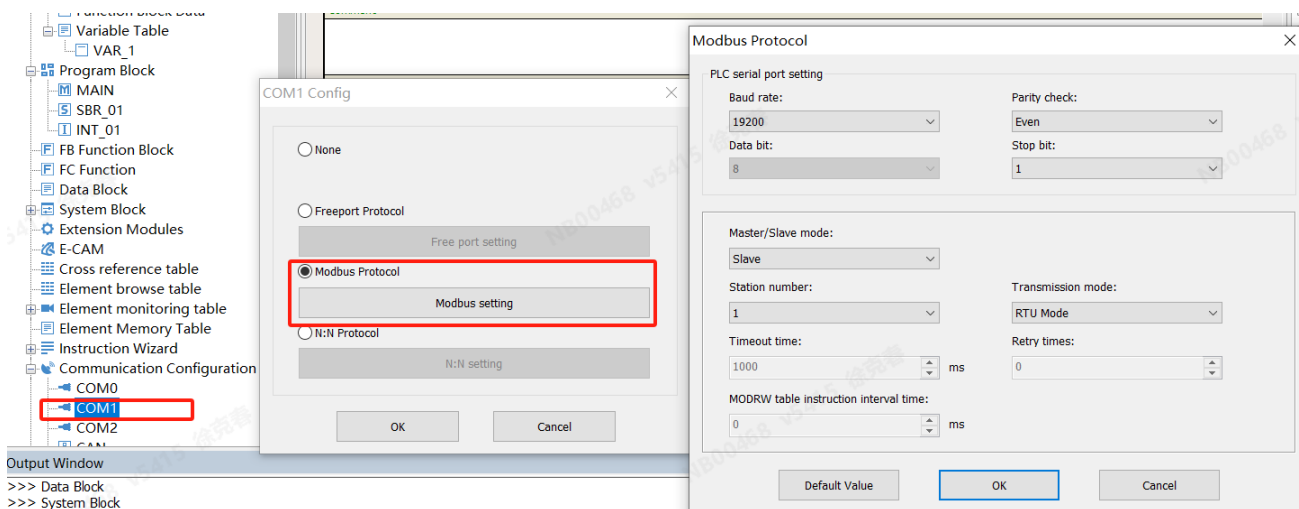 Variable Table
VAR_1
Program Block
MAIN
SBR_01
INT_01
FB Function Block
FC Function
Data Block
System Block
Extension Modules
E-CAM
Cross reference table
Element browse table
Element monitoring table
Element Memory Table
Instruction Wizard
Communication Configuration
COM0
COM1
COM2
Output Window
>>> Data Block
>>> System Block
COM1 Config
None
Freeport Protocol
Free port setting
Modbus Protocol
Modbus setting
N:N Protocol
N:N setting
OK
Cancel
Modbus Protocol
PLC serial port setting
Baud rate:
Parity check:
19200
Even
Data bit:
Stop bit:
8
1
Master/Slave mode:
Slave
Station number:
Transmission mode:
1
RTU Mode
Timeout time:
Retry times:
1000
ms
0
MODRW table instruction interval time:
0
ms
Default Value
OK
Cancel
NB00468 v5415
NB00468